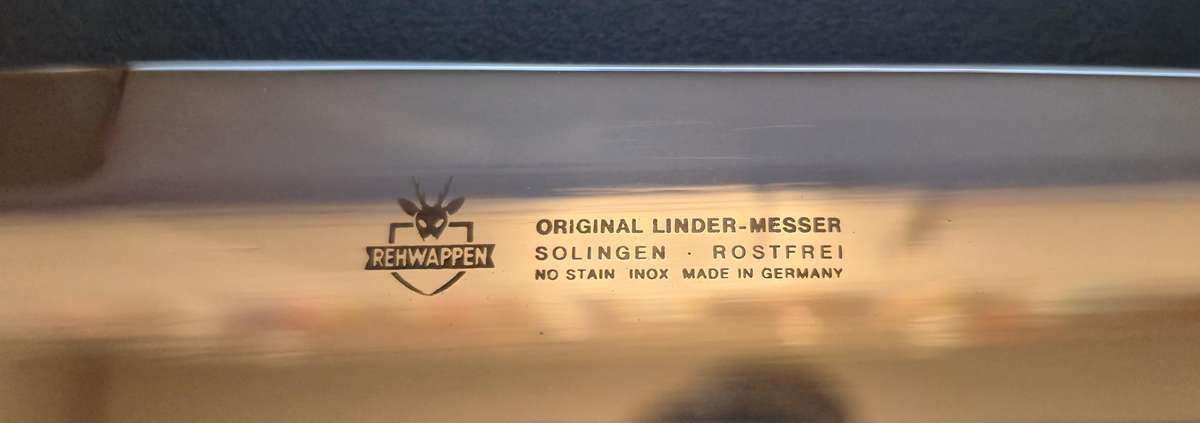 REHWAPPEN
ORIGINAL LINDER-MESSER
SOLINGEN · ROSTFREI
NO STAIN INOX MADE IN GERMANY